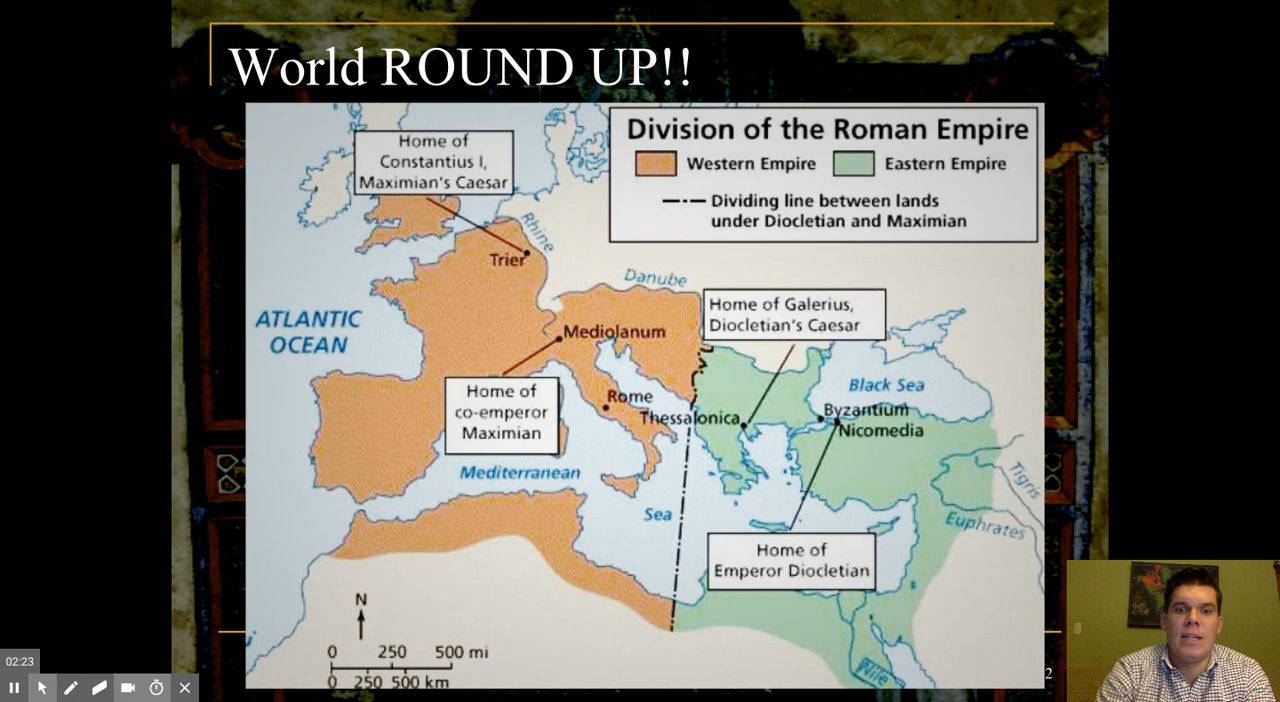 World ROUND UP!!
Division of the Roman Empire
Western Empire
Eastern Empire
Dividing line between lands
under Diocletian and Maximian
Home of
Constantius I,
Maximian's Caesar
Rhine
Trier
Danube
Home of Galerius,
Diocletian's Caesar
ATLANTIC
OCEAN
Mediolanum
Black Sea
Home of
co-emperor
Maximian
Rome
Thessalonica
Byzantium
Nicomedia
Mediterranean
Sea
Tigris
Euphrates
Home of
Emperor Diocletian
N
0 250 500 mi
0 250 500 km
Nile
2
02:23